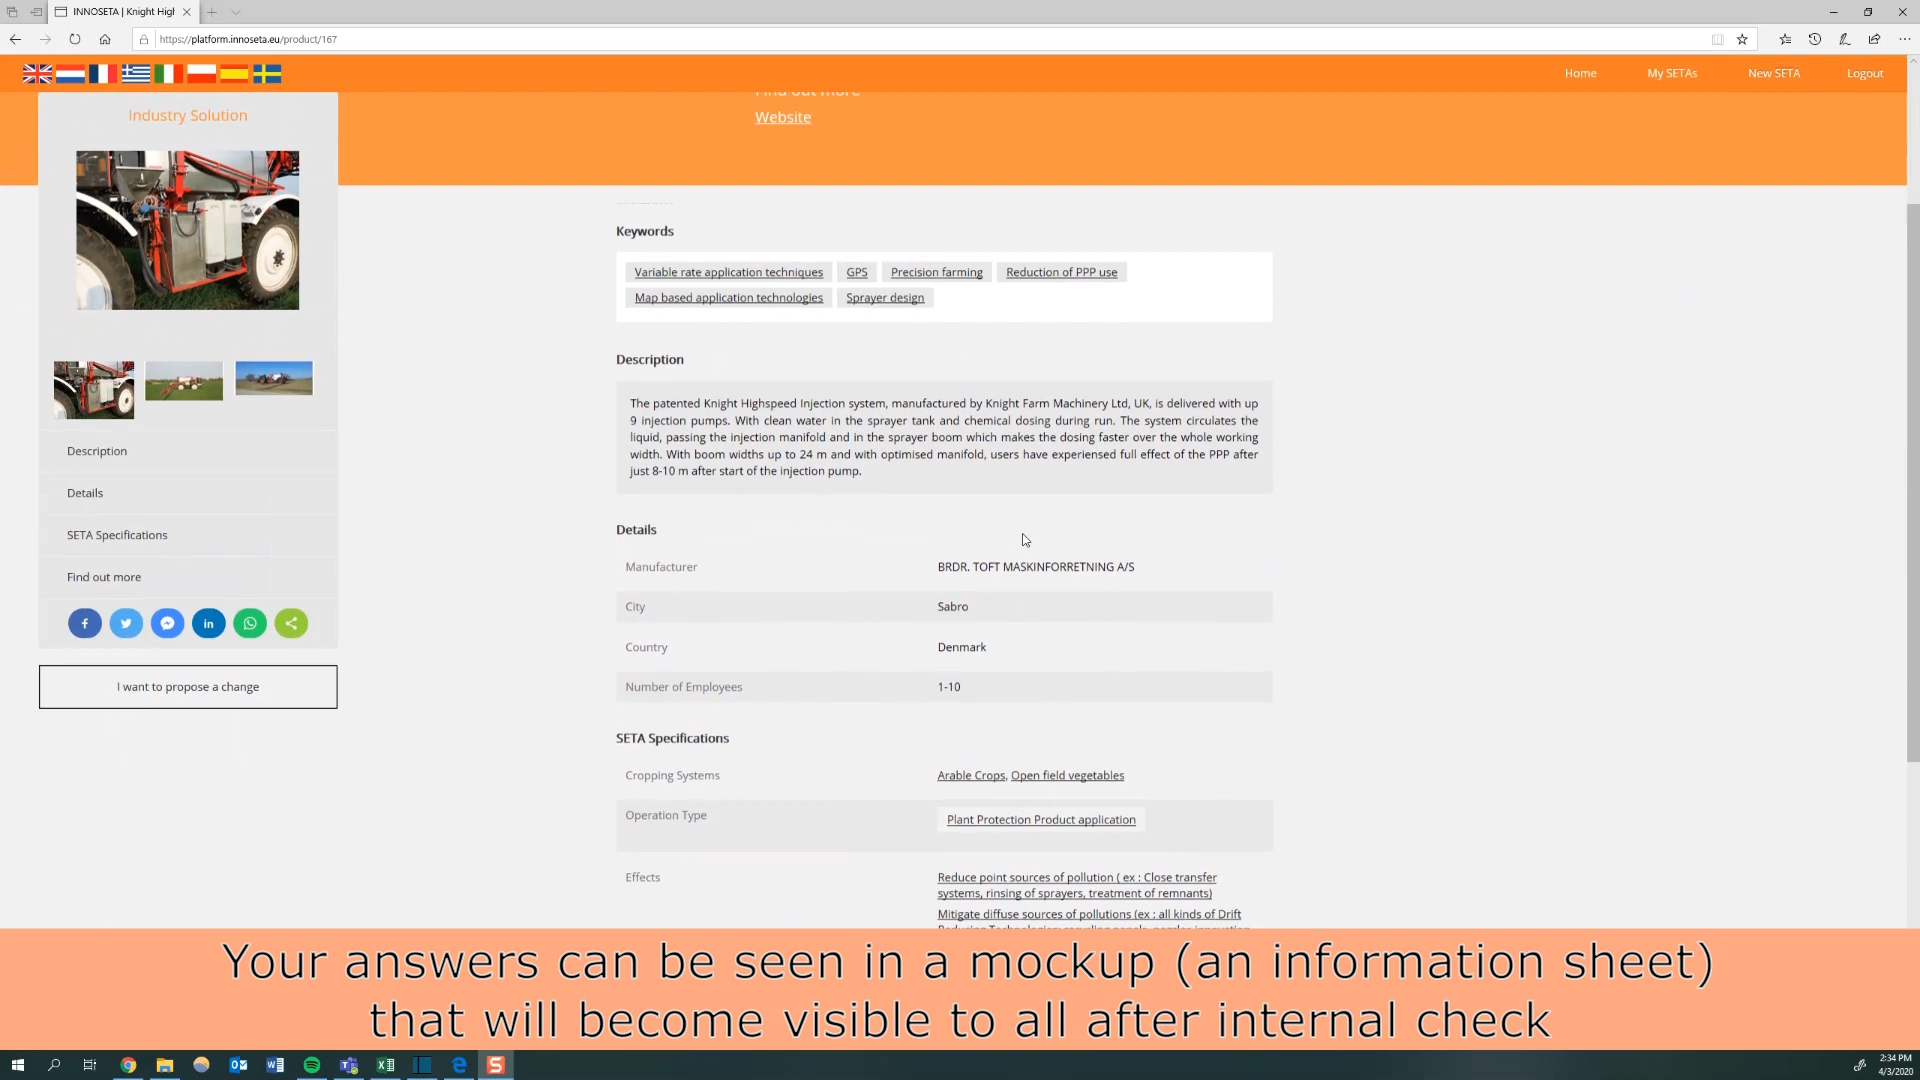 INNOSETA | Knight High
https://platform.innoseta.eu/product/167
Home
My SETAs
New SETA
Logout
Find out more
Website
Industry Solution
Description
Details
SETA Specifications
Find out more
I want to propose a change
Keywords
Variable rate application techniques
GPS
Precision farming
Reduction of PPP use
Map based application technologies
Sprayer design
Description
The patented Knight Highspeed Injection system, manufactured by Knight Farm Machinery Ltd, UK, is delivered with up
9 injection pumps. With clean water in the sprayer tank and chemical dosing during run. The system circulates the
liquid, passing the injection manifold and in the sprayer boom which makes the dosing faster over the whole working
width. With boom widths up to 24 m and with optimised manifold, users have experiensed full effect of the PPP after
just 8-10 m after start of the injection pump.
Details
Manufacturer
BRDR. TOFT MASKINFORRETNING A/S
City
Sabro
Country
Denmark
Number of Employees
1-10
SETA Specifications
Cropping Systems
Arable Crops, Open field vegetables
Operation Type
Plant Protection Product application
Effects
Reduce point sources of pollution ( ex : Close transfer
systems, rinsing of sprayers, treatment of remnants)
Mitigate diffuse sources of pollutions (ex : all kinds of Drift
Your answers can be seen in a mockup (an information sheet)
that will become visible to all after internal check
2:34 PM
4/3/2020